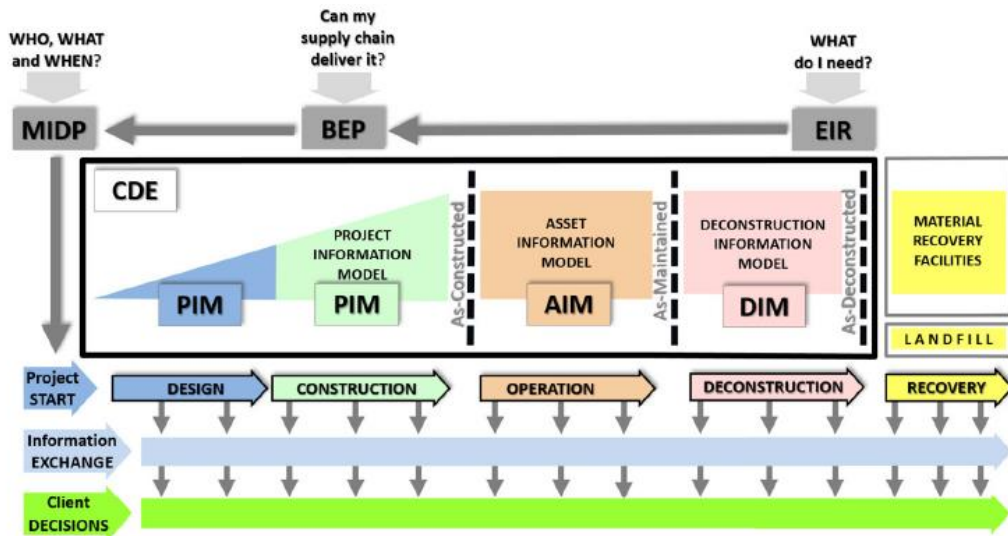 WHO, WHAT
and WHEN?
Can my
supply chain
deliver it?
WHAT
do I need?
MIDP
BEP
EIR
CDE
PROJECT
INFORMATION
MODEL
PIM
PIM
As-Constructed
ASSET
INFORMATION
MODEL
AIM
As-Maintained
DECONSTRUCTION
INFORMATION
MODEL
DIM
As-Deconstructed
MATERIAL
RECOVERY
FACILITIES
LANDFILL
Project
START
DESIGN
CONSTRUCTION
OPERATION
DECONSTRUCTION
RECOVERY
Information
EXCHANGE
Client
DECISIONS